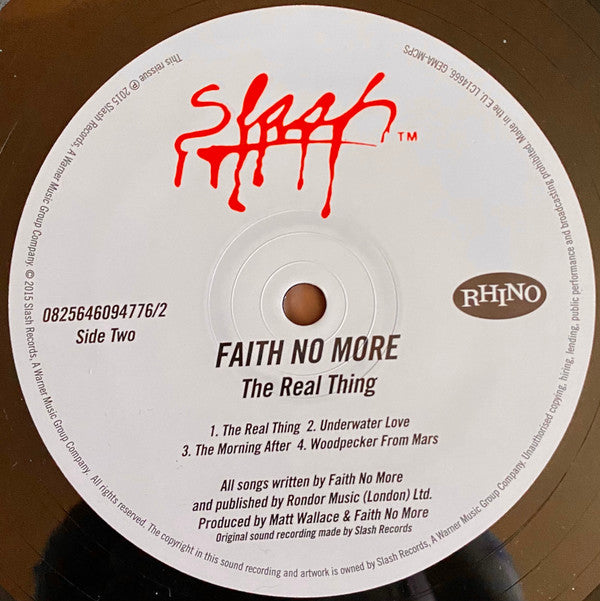 Slash
TM
RHINO
0825646094776/2
Side Two
FAITH NO MORE
The Real Thing
1. The Real Thing 2. Underwater Love
3. The Morning After 4. Woodpecker From Mars
All songs written by Faith No More
and published by Rondor Music (London) Ltd.
Produced by Matt Wallace & Faith No More
Original sound recording made by Slash Records
This reissue ℗ 2015 Slash Records, A Warner Music Group Company. © 2015 Slash Records, A Warner Music Group Company. All rights reserved. The copyright in this sound recording and artwork is owned by Slash Records, A Warner Music Group Company. Unauthorised copying, hiring, lending, public performance and broadcasting prohibited. Made in the E.U. LC14666. GEMA-MCPS